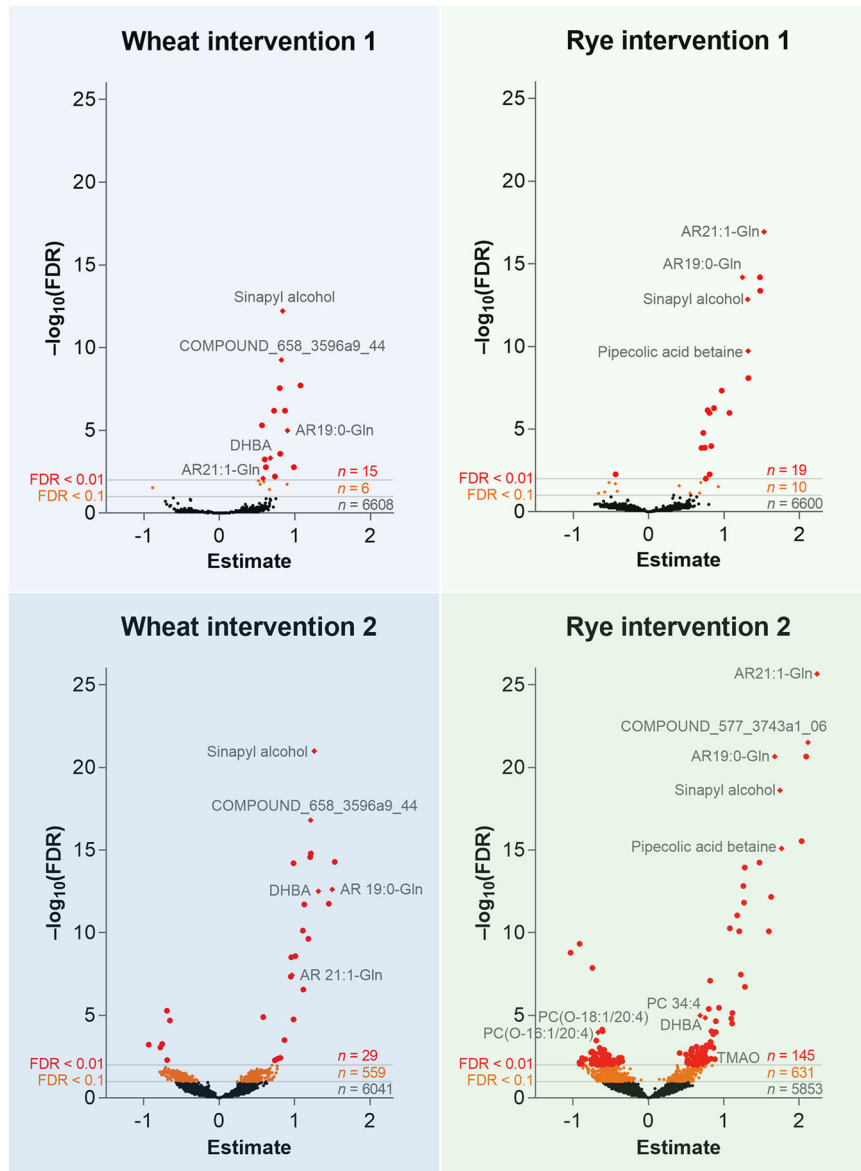 Wheat intervention 1
25
20
15
10
5
0
–log10(FDR)
Sinapyl alcohol
COMPOUND_658_3596a9_44
AR19:0-Gln
DHBA
AR21:1-Gln
FDR < 0.01
n = 15
FDR < 0.1
n = 6
n = 6608
-1
0
1
2
Estimate
Rye intervention 1
25
20
15
10
5
0
–log10(FDR)
AR21:1-Gln
AR19:0-Gln
Sinapyl alcohol
Pipecolic acid betaine
FDR < 0.01
n = 19
FDR < 0.1
n = 10
n = 6600
-1
0
1
2
Estimate
Wheat intervention 2
25
20
15
10
5
0
–log10(FDR)
Sinapyl alcohol
COMPOUND_658_3596a9_44
DHBA
AR 19:0-Gln
AR 21:1-Gln
FDR < 0.01
n = 29
FDR < 0.1
n = 559
n = 6041
-1
0
1
2
Estimate
Rye intervention 2
25
20
15
10
5
0
–log10(FDR)
AR21:1-Gln
COMPOUND_577_3743a1_06
AR19:0-Gln
Sinapyl alcohol
Pipecolic acid betaine
PC 34:4
PC(O-18:1/20:4)
DHBA
PC(O-16:1/20:4)
TMAO
FDR < 0.01
n = 145
FDR < 0.1
n = 631
n = 5853
-1
0
1
2
Estimate